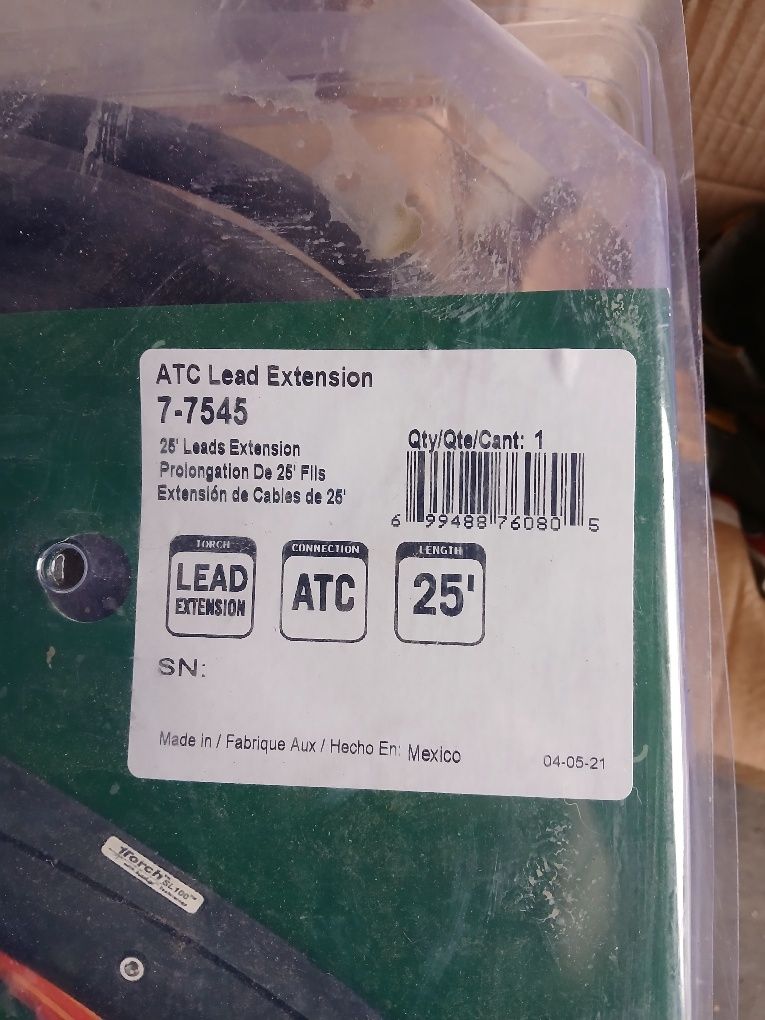 ATC Lead Extension
7-7545
25' Leads Extension
Prolongation De 25' Fils
Extensión de Cables de 25'
Qty/Qte/Cant: 1
6 99488 76080 5
TORCH
LEAD
EXTENSION
CONNECTION
ATC
LENGTH
25'
SN:
Made in / Fabrique Aux / Hecho En: Mexico
04-05-21
1Torch™ SL100™